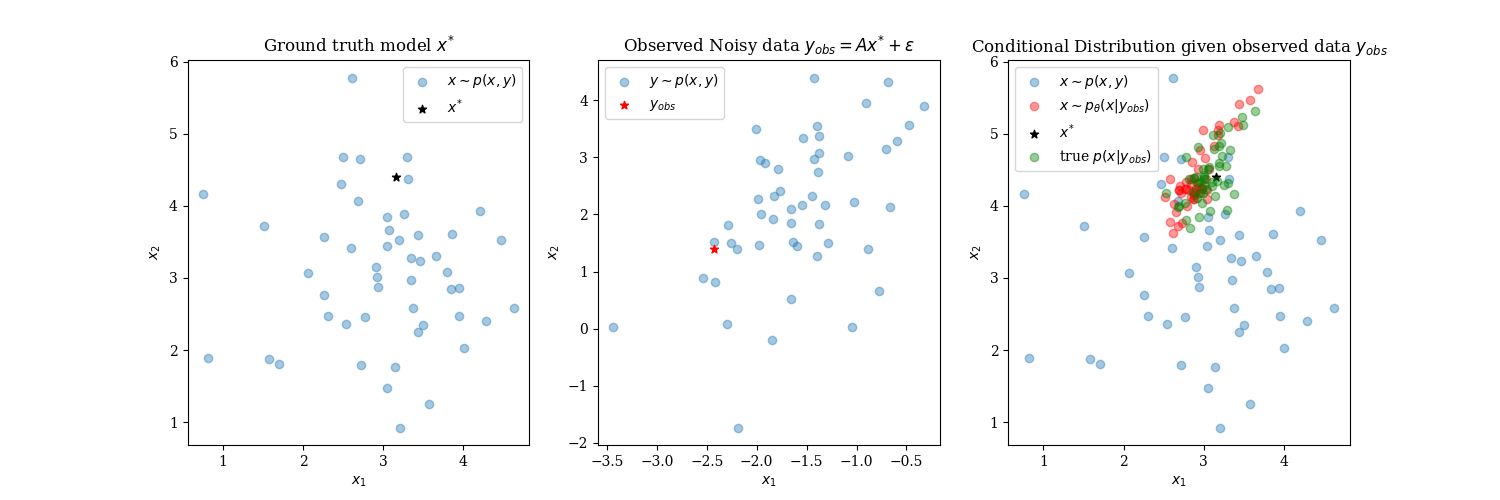 Ground truth model x*
x ~ p(x, y)
x*
6
5
4
3
2
1
x₂
1
2
3
4
x₁
Observed Noisy data y_obs = Ax* + ε
y ~ p(x, y)
y_obs
4
3
2
1
0
−1
−2
x₂
−3.5
−3.0
−2.5
−2.0
−1.5
−1.0
−0.5
x₁
Conditional Distribution given observed data y_obs
x ~ p(x, y)
x ~ p_θ(x|y_obs)
x*
true p(x|y_obs)
6
5
4
3
2
1
x₂
1
2
3
4
x₁